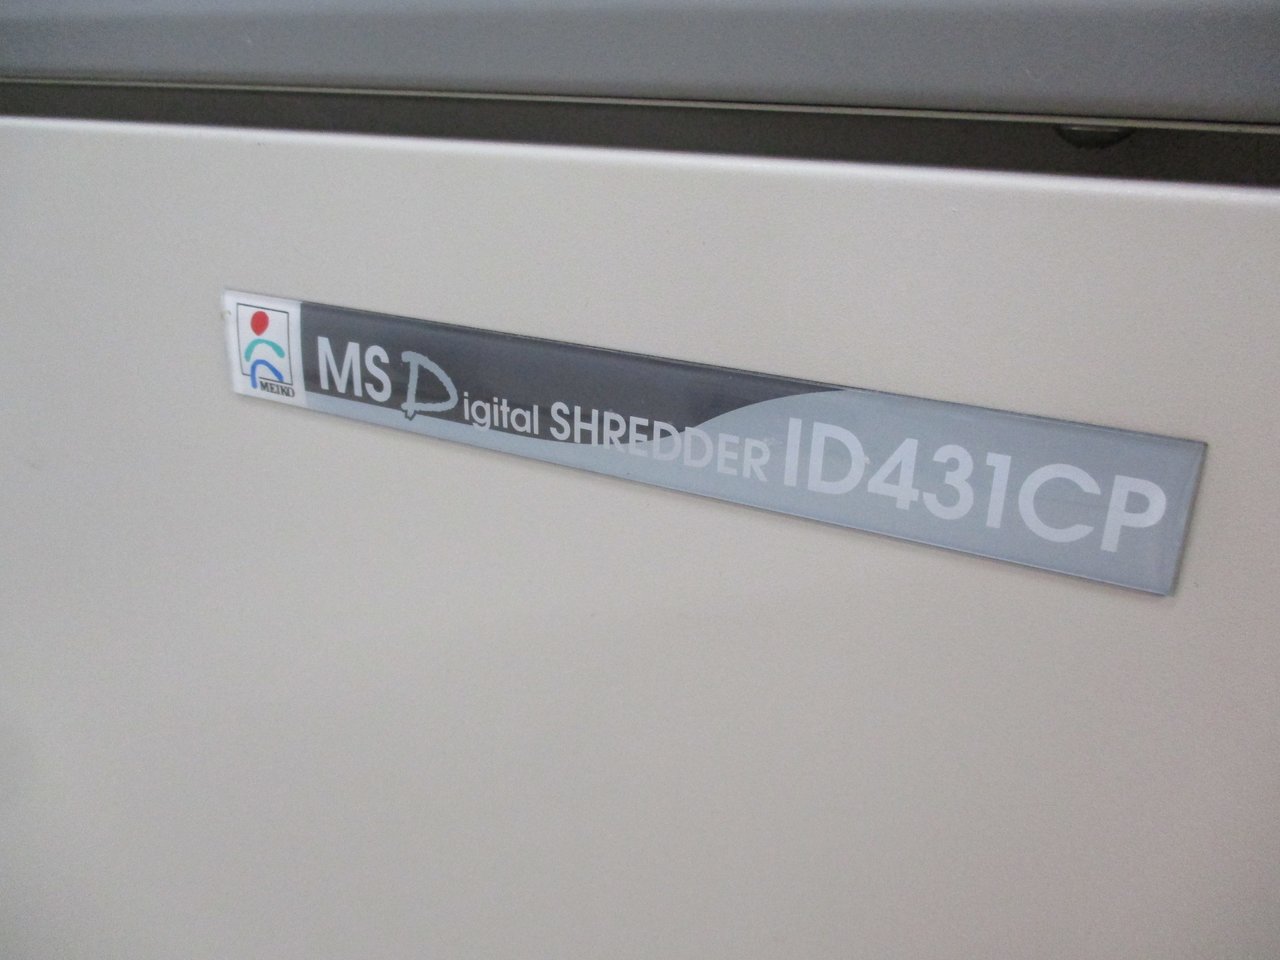 MEIKO
MS Digital SHREDDER ID431CP